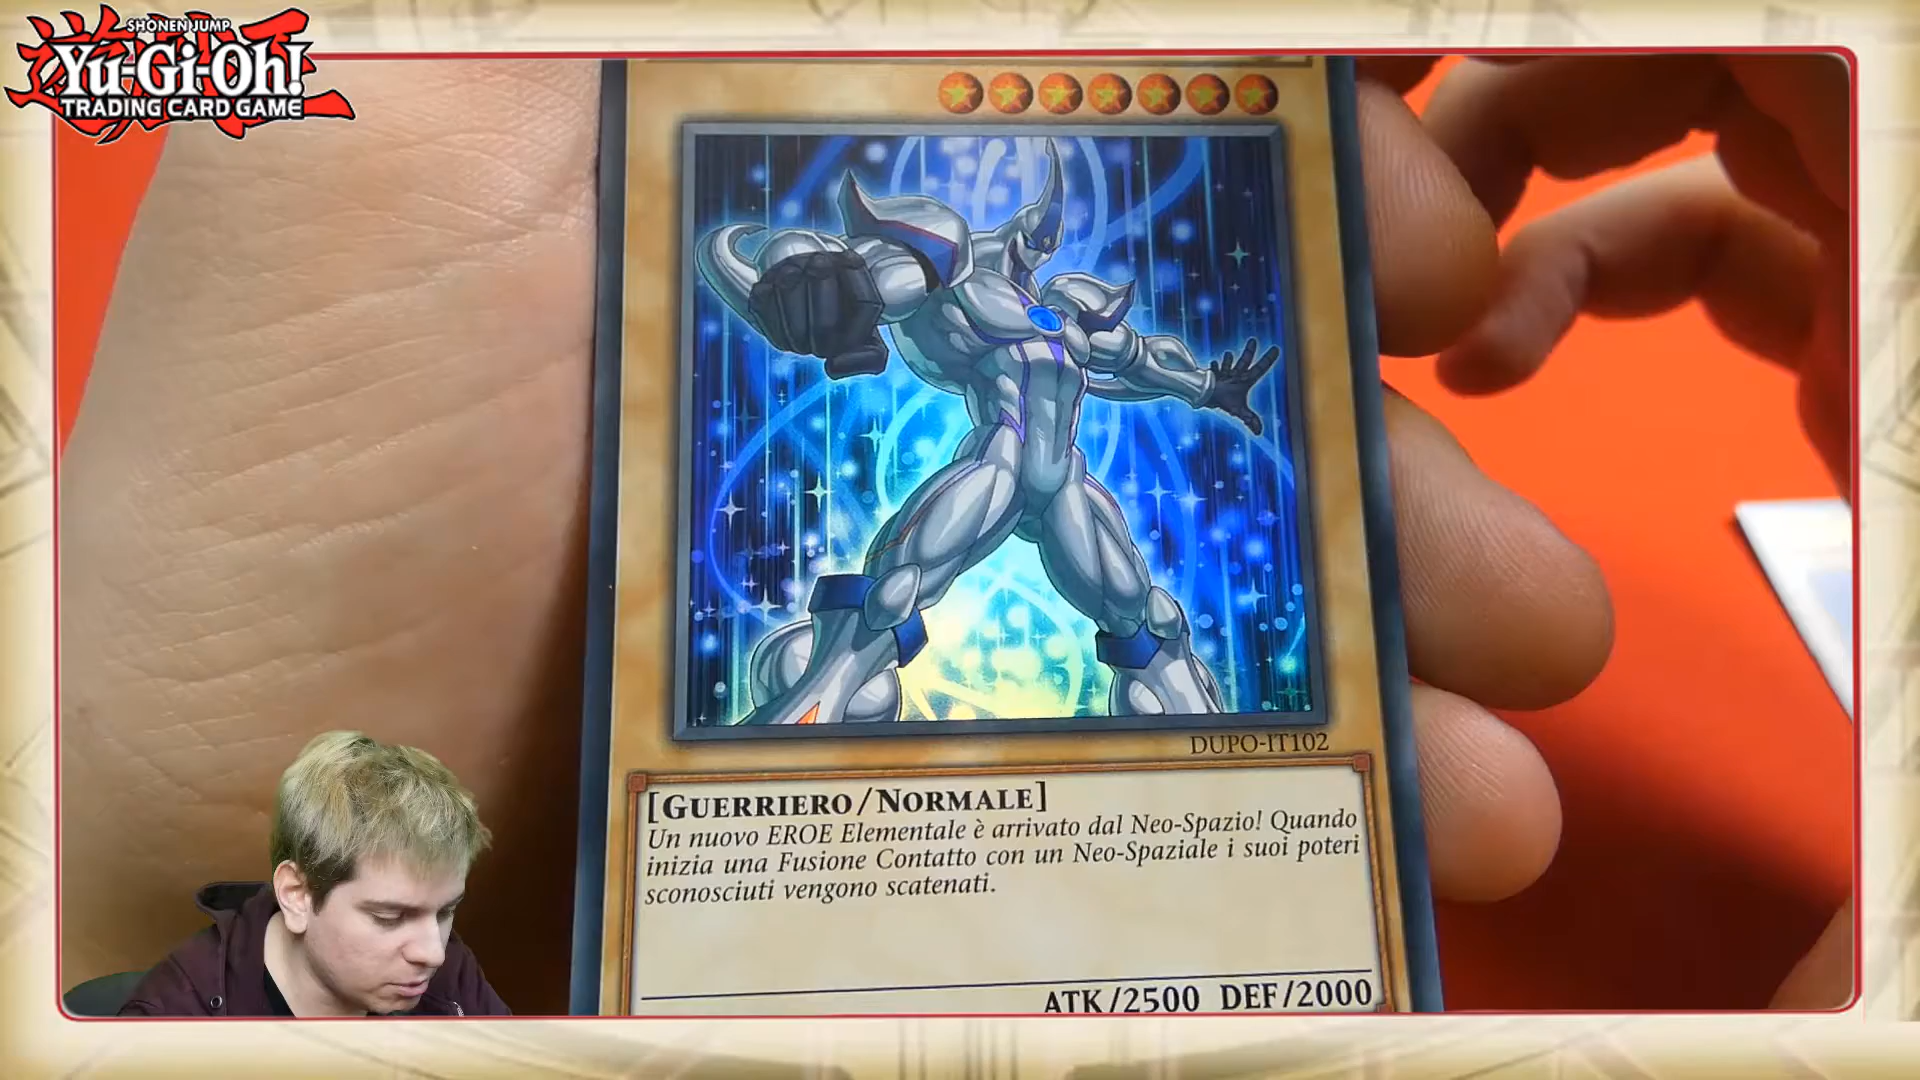 SHONEN JUMP
Yu-Gi-Oh!
TRADING CARD GAME
DUPO-IT102
[GUERRIERO/NORMALE]
Un nuovo EROE Elementale è arrivato dal Neo-Spazio! Quando
inizia una Fusione Contatto con un Neo-Spaziale i suoi poteri
sconosciuti vengono scatenati.
ATK/2500 DEF/2000